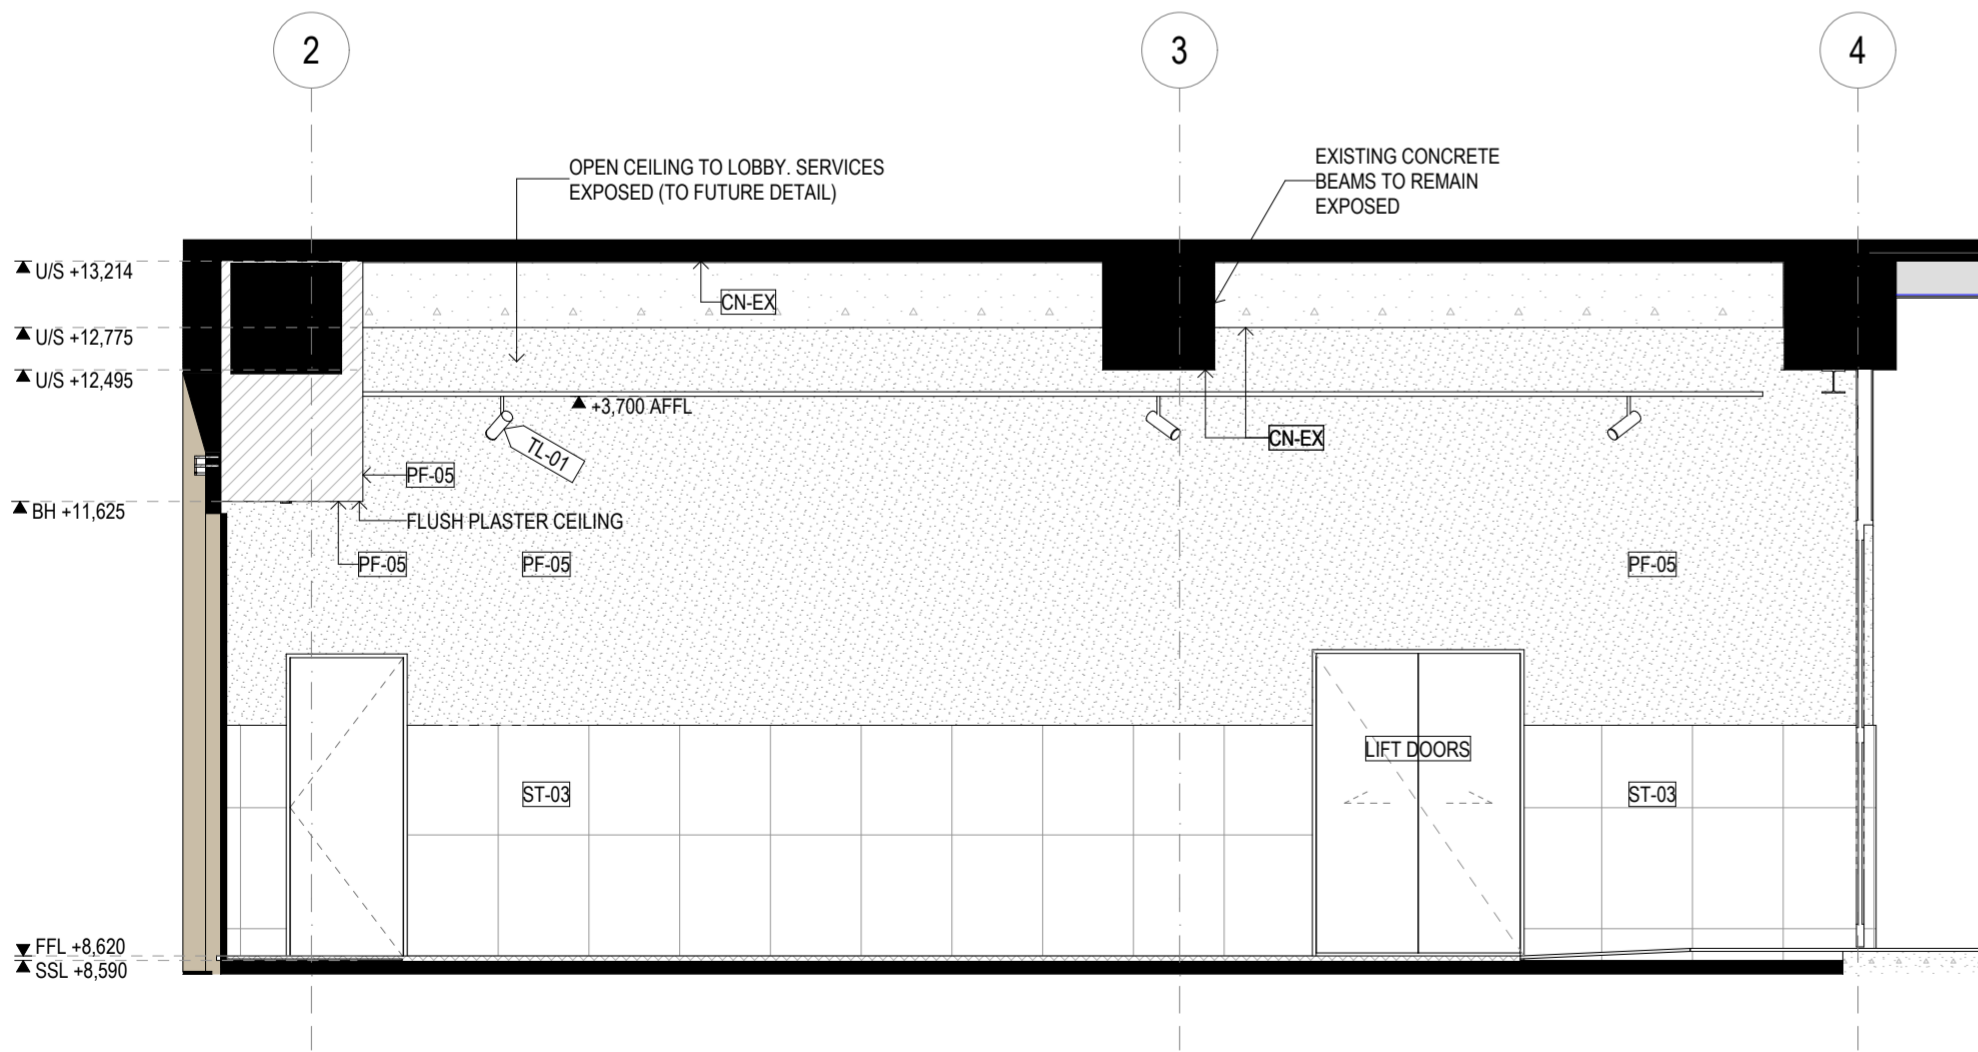 2
3
4
OPEN CEILING TO LOBBY. SERVICES
EXPOSED (TO FUTURE DETAIL)
EXISTING CONCRETE
BEAMS TO REMAIN
EXPOSED
U/S +13,214
CN-EX
U/S +12,775
U/S +12,495
+3,700 AFFL
TL-01
CN-EX
PF-05
BH +11,625
FLUSH PLASTER CEILING
PF-05
PF-05
PF-05
LIFT DOORS
ST-03
ST-03
FFL +8,620
SSL +8,590